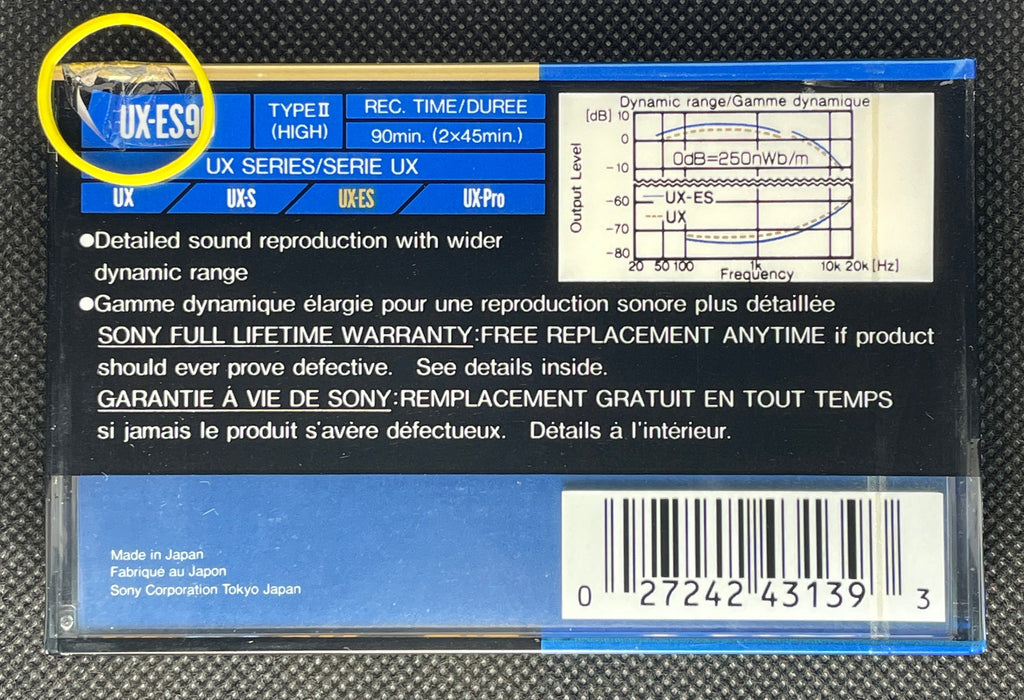 UX-ES90
TYPE II
(HIGH)
REC. TIME/DUREE
90min. (2×45min.)
UX SERIES/SERIE UX
UX UX-S UX-ES UX-Pro
Dynamic range/Gamme dynamique
[dB] 10
0
-10
-60
-70
-80
Output Level
0dB=250nWb/m
UX-ES
UX
20 50 100 1k 10k 20k [Hz]
Frequency
●Detailed sound reproduction with wider
dynamic range
●Gamme dynamique élargie pour une reproduction sonore plus détaillée
SONY FULL LIFETIME WARRANTY:FREE REPLACEMENT ANYTIME if product
should ever prove defective. See details inside.
GARANTIE À VIE DE SONY:REMPLACEMENT GRATUIT EN TOUT TEMPS
si jamais le produit s'avère défectueux. Détails à l'intérieur.
Made in Japan
Fabriqué au Japon
Sony Corporation Tokyo Japan
0 27242 43139 3